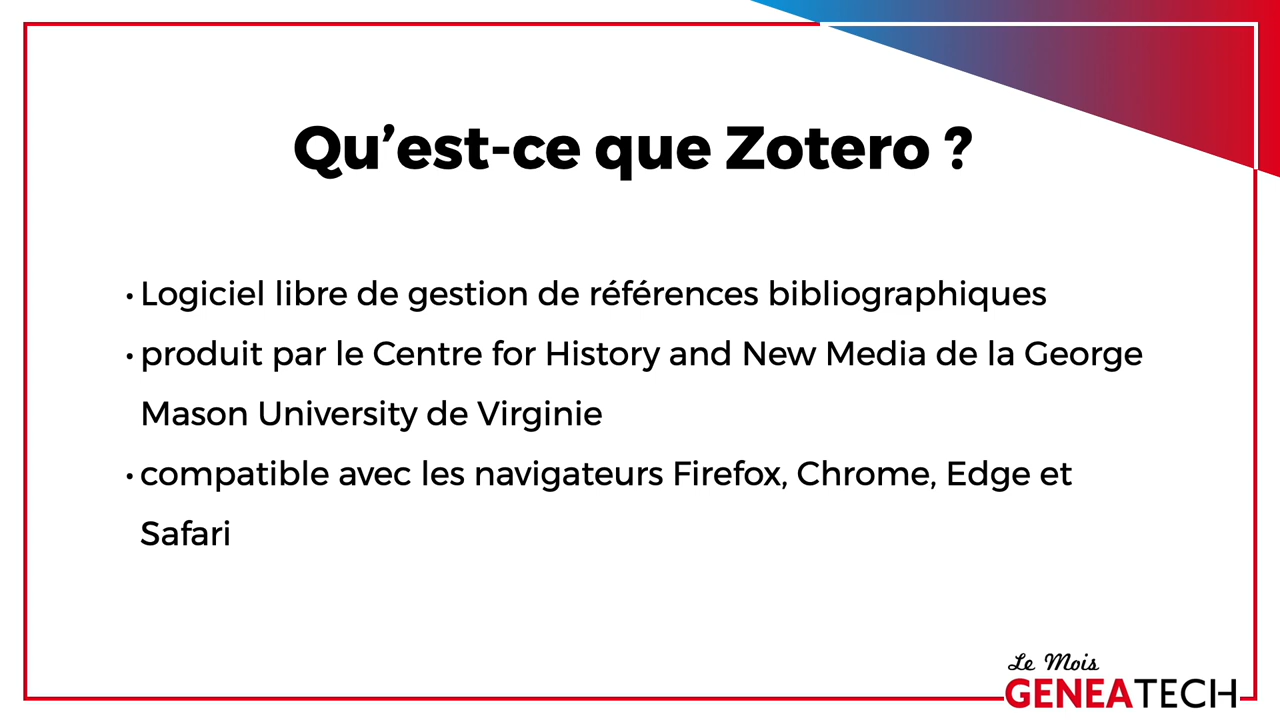 Qu’est-ce que Zotero ?
• Logiciel libre de gestion de références bibliographiques
• produit par le Centre for History and New Media de la George
Mason University de Virginie
• compatible avec les navigateurs Firefox, Chrome, Edge et
Safari
Le Mois
GENEATECH